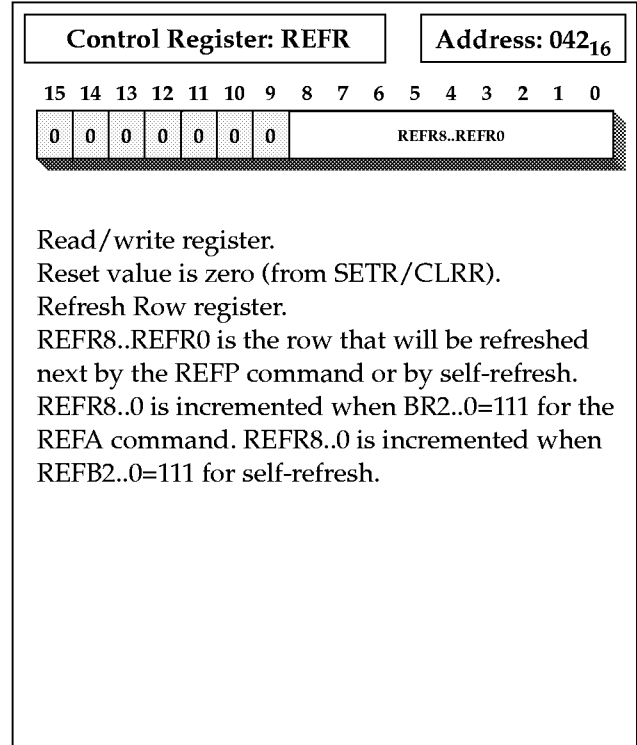 Control Register: REFR
Address: 042₁₆
15 14 13 12 11 10 9 8 7 6 5 4 3 2 1 0
0 0 0 0 0 0 0 REFR8..REFR0
Read/write register.
Reset value is zero (from SETR/CLRR).
Refresh Row register.
REFR8..REFR0 is the row that will be refreshed
next by the REFP command or by self-refresh.
REFR8..0 is incremented when BR2..0=111 for the
REFA command. REFR8..0 is incremented when
REFB2..0=111 for self-refresh.